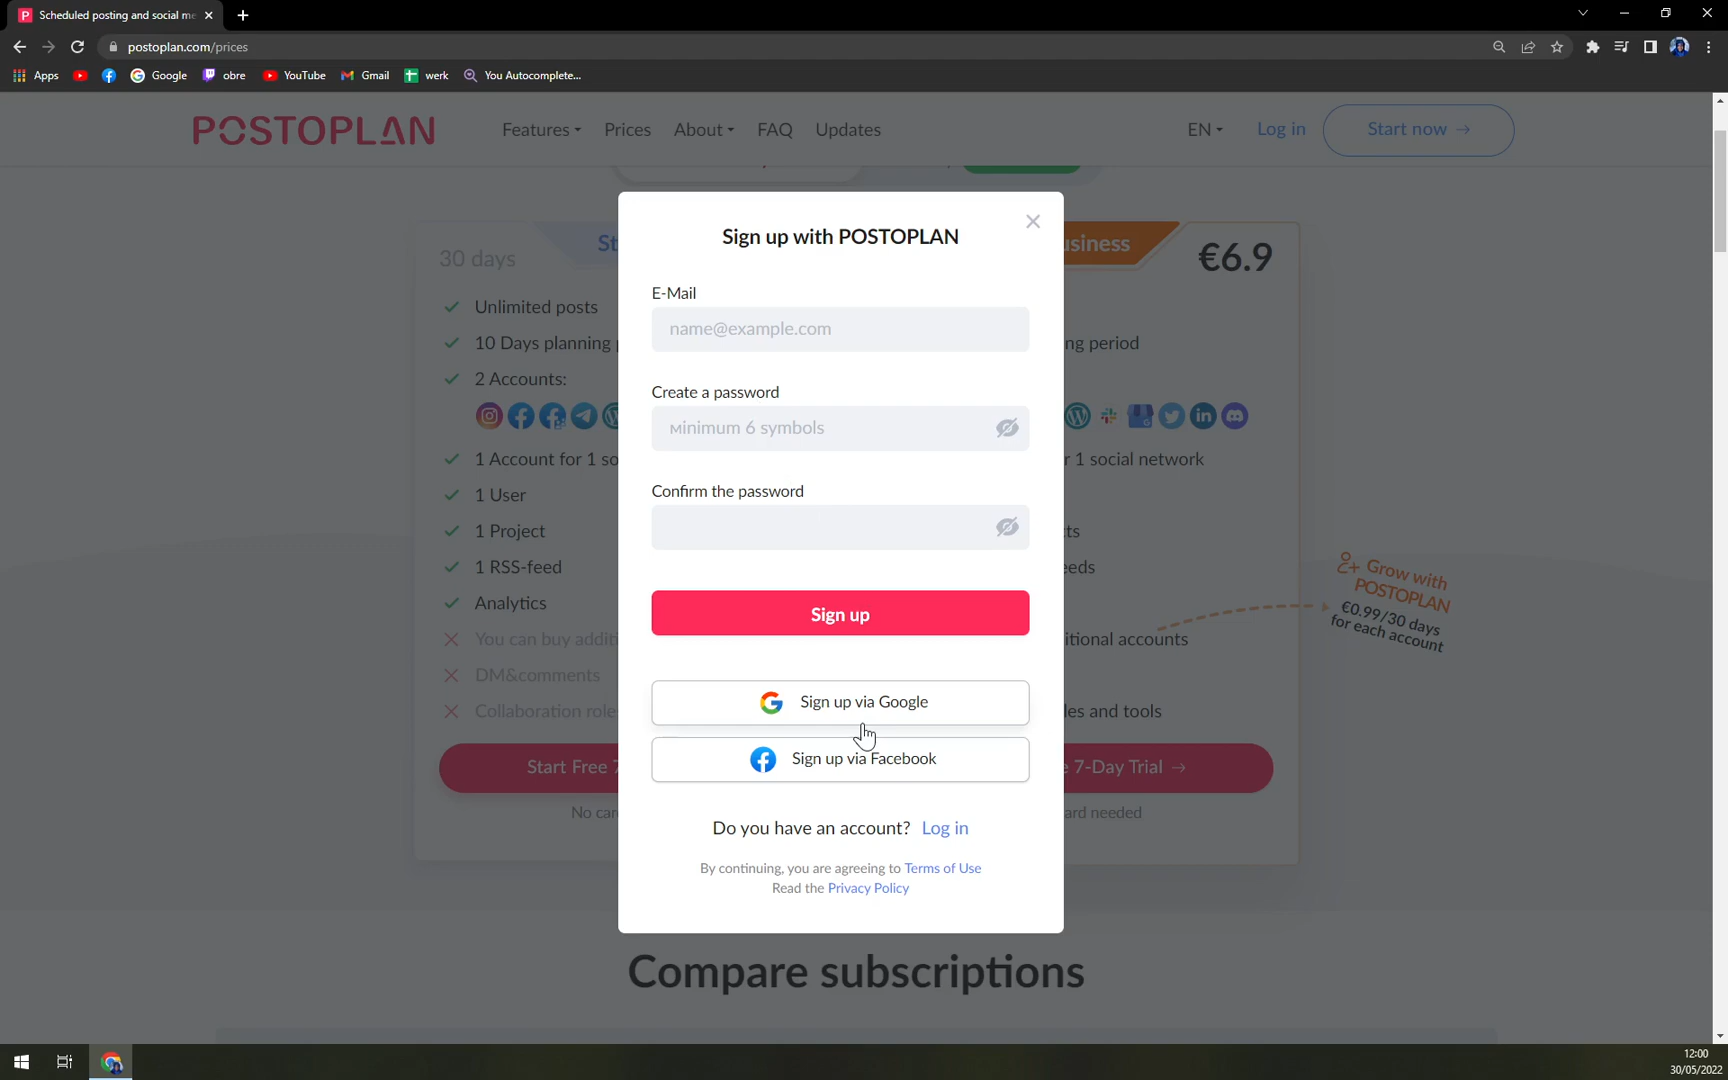 Scheduled posting and social me
postoplan.com/prices
Apps
Google
obre
YouTube
Gmail
werk
You Autocomplete...
POSTOPLAN
Features
Prices
About
FAQ
Updates
EN
Log in
Start now →
Sign up with POSTOPLAN
30 days
St
usiness
€6.9
E-Mail
name@example.com
Unlimited posts
10 Days planning
ng period
2 Accounts:
Create a password
Minimum 6 symbols
1 Account for 1 so
r 1 social network
1 User
Confirm the password
1 Project
ts
1 RSS-feed
eeds
Analytics
Grow with
POSTOPLAN
€0.99/30 days
for each account
Sign up
You can buy additi
itional accounts
DM&comments
Collaboration role
les and tools
Sign up via Google
Sign up via Facebook
Start Free 7
e 7-Day Trial →
No car
ard needed
Do you have an account? Log in
By continuing, you are agreeing to Terms of Use
Read the Privacy Policy
Compare subscriptions
12:00
30/05/2022